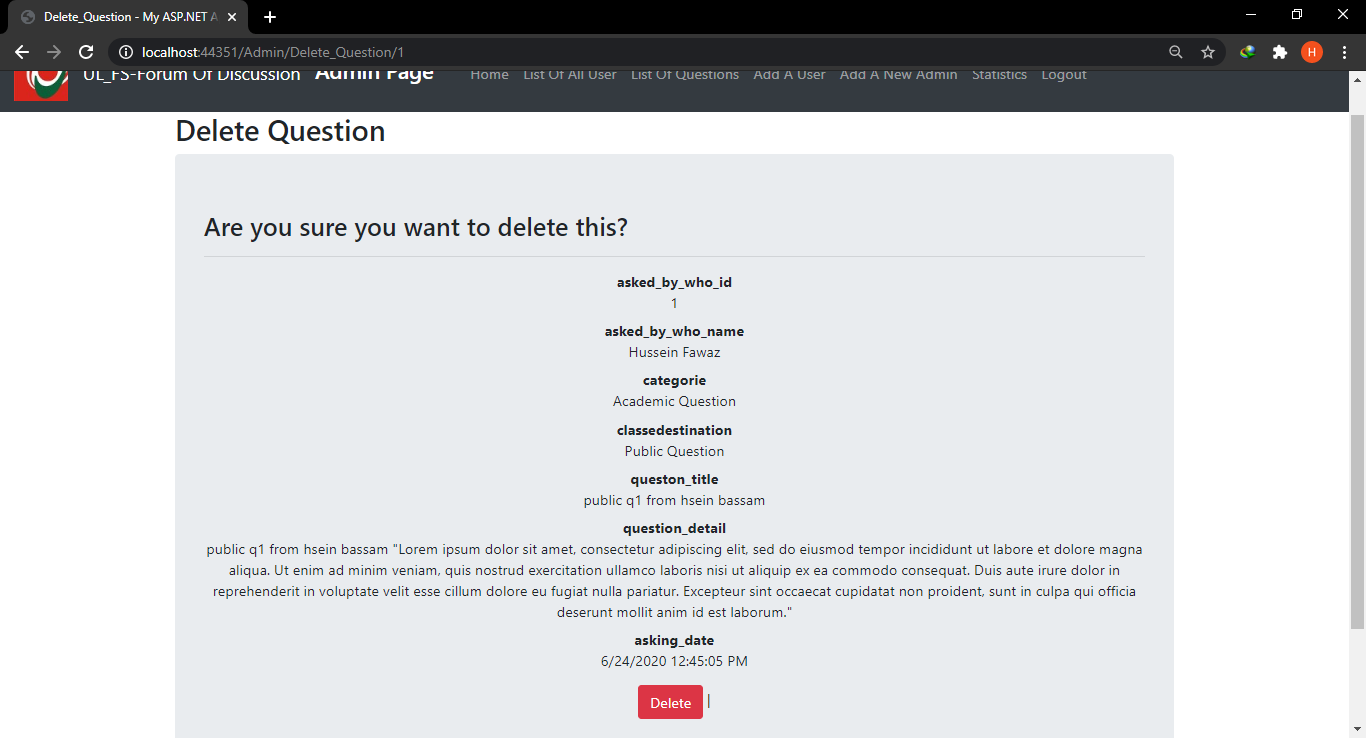 Delete_Question - My ASP.NET A
localhost:44351/Admin/Delete_Question/1
H
UL_FS-Forum Of Discussion Admin Page Home List Of All User List Of Questions Add A User Add A New Admin Statistics Logout
Delete Question
Are you sure you want to delete this?
asked_by_who_id
1
asked_by_who_name
Hussein Fawaz
categorie
Academic Question
classedestination
Public Question
queston_title
public q1 from hsein bassam
question_detail
public q1 from hsein bassam "Lorem ipsum dolor sit amet, consectetur adipiscing elit, sed do eiusmod tempor incididunt ut labore et dolore magna
aliqua. Ut enim ad minim veniam, quis nostrud exercitation ullamco laboris nisi ut aliquip ex ea commodo consequat. Duis aute irure dolor in
reprehenderit in voluptate velit esse cillum dolore eu fugiat nulla pariatur. Excepteur sint occaecat cupidatat non proident, sunt in culpa qui officia
deserunt mollit anim id est laborum."
asking_date
6/24/2020 12:45:05 PM
Delete |